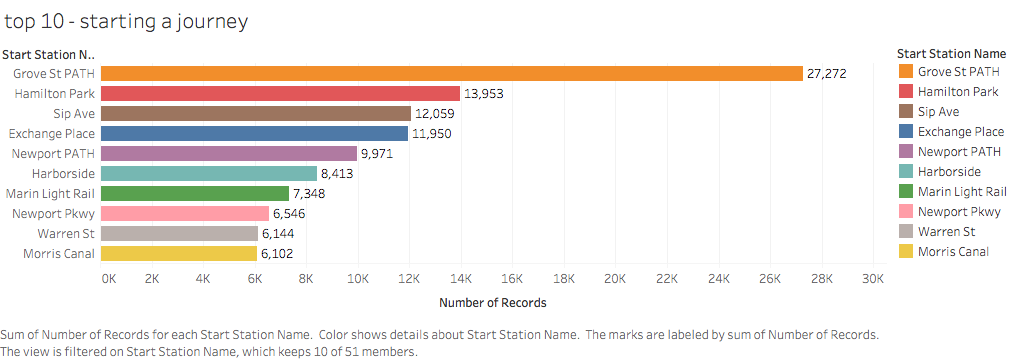 top 10 - starting a journey
Start Station N..
Grove St PATH 27,272
Hamilton Park 13,953
Sip Ave 12,059
Exchange Place 11,950
Newport PATH 9,971
Harborside 8,413
Marin Light Rail 7,348
Newport Pkwy 6,546
Warren St 6,144
Morris Canal 6,102
0K 2K 4K 6K 8K 10K 12K 14K 16K 18K 20K 22K 24K 26K 28K 30K
Number of Records
Start Station Name
Grove St PATH
Hamilton Park
Sip Ave
Exchange Place
Newport PATH
Harborside
Marin Light Rail
Newport Pkwy
Warren St
Morris Canal
Sum of Number of Records for each Start Station Name.  Color shows details about Start Station Name.  The marks are labeled by sum of Number of Records.
The view is filtered on Start Station Name, which keeps 10 of 51 members.